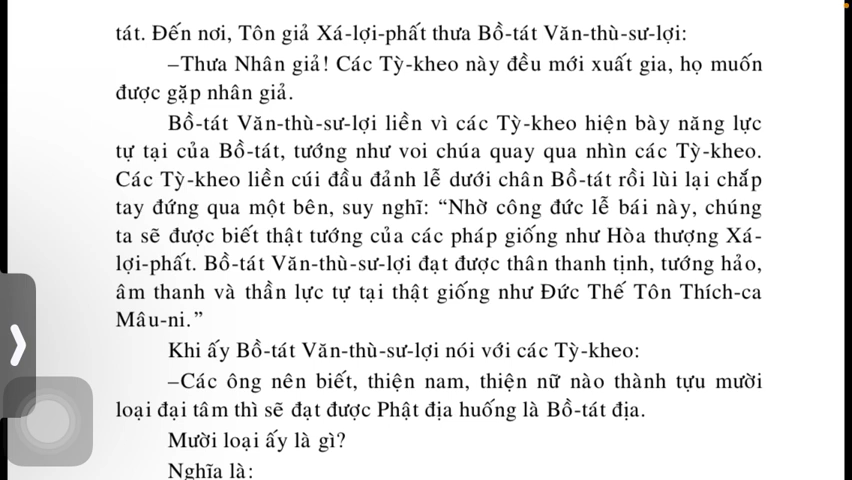 tát. Đến nơi, Tôn giả Xá-lợi-phất thưa Bồ-tát Văn-thù-sư-lợi:
–Thưa Nhân giả! Các Tỳ-kheo này đều mới xuất gia, họ muốn
được gặp nhân giả.
Bồ-tát Văn-thù-sư-lợi liền vì các Tỳ-kheo hiện bày năng lực
tự tại của Bồ-tát, tướng như voi chúa quay qua nhìn các Tỳ-kheo.
Các Tỳ-kheo liền cúi đầu đảnh lễ dưới chân Bồ-tát rồi lùi lại chắp
tay đứng qua một bên, suy nghĩ: “Nhờ công đức lễ bái này, chúng
ta sẽ được biết thật tướng của các pháp giống như Hòa thượng Xá-
lợi-phất. Bồ-tát Văn-thù-sư-lợi đạt được thân thanh tịnh, tướng hảo,
âm thanh và thần lực tự tại thật giống như Đức Thế Tôn Thích-ca
Mâu-ni.”
Khi ấy Bồ-tát Văn-thù-sư-lợi nói với các Tỳ-kheo:
–Các ông nên biết, thiện nam, thiện nữ nào thành tựu mười
loại đại tâm thì sẽ đạt được Phật địa huống là Bồ-tát địa.
Mười loại ấy là gì?
Nghĩa là: